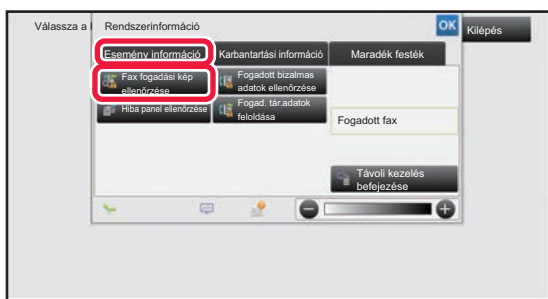 Válassza a
Rendszerinformáció
OK
Kilépés
Esemény információ
Karbantartási információ
Maradék festék
Fax fogadási kép
ellenőrzése
Fogadott bizalmas
adatok ellenőrzése
Hiba panel ellenőrzése
Fogad. tár.adatok
feloldása
Fogadott fax
Távoli kezelés
befejezése